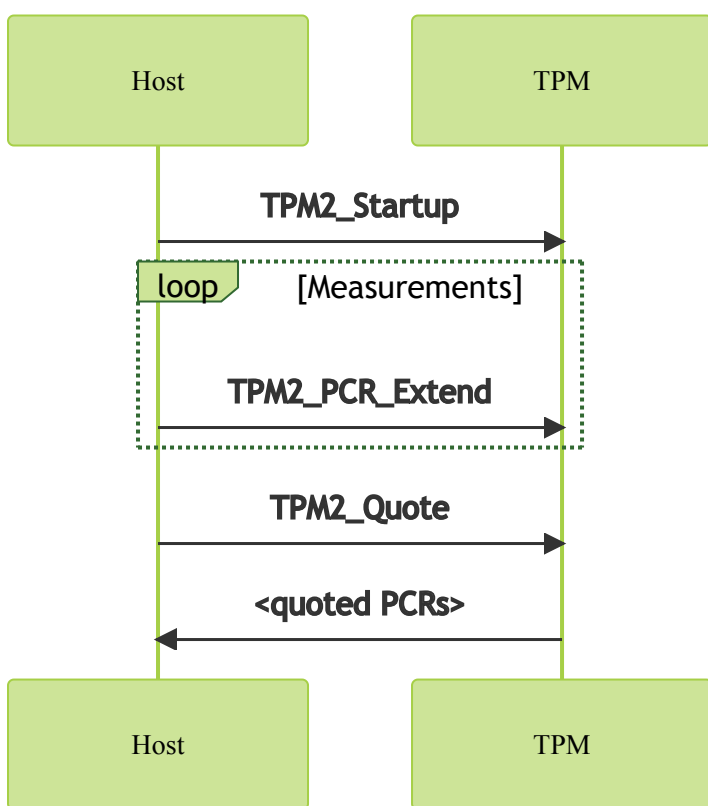 Host
TPM
TPM2_Startup
loop
[Measurements]
TPM2_PCR_Extend
TPM2_Quote
<quoted PCRs>
Host
TPM